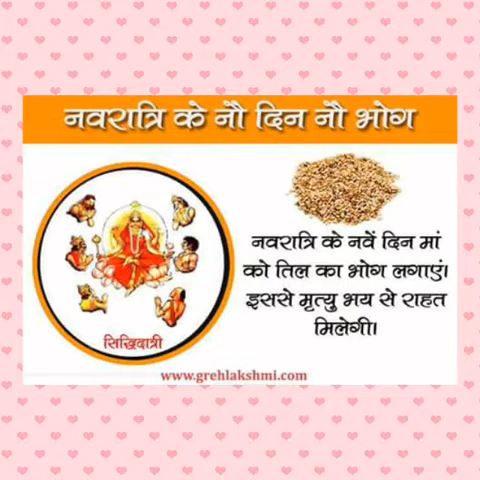 नवरात्रि के नौ दिन नौ भोग
नवरात्रि के नवें दिन मां
को तिल का भोग लगाएं।
इससे मृत्यु भय से राहत
मिलेगी।
सिद्धिदात्री
www.grehlakshmi.com